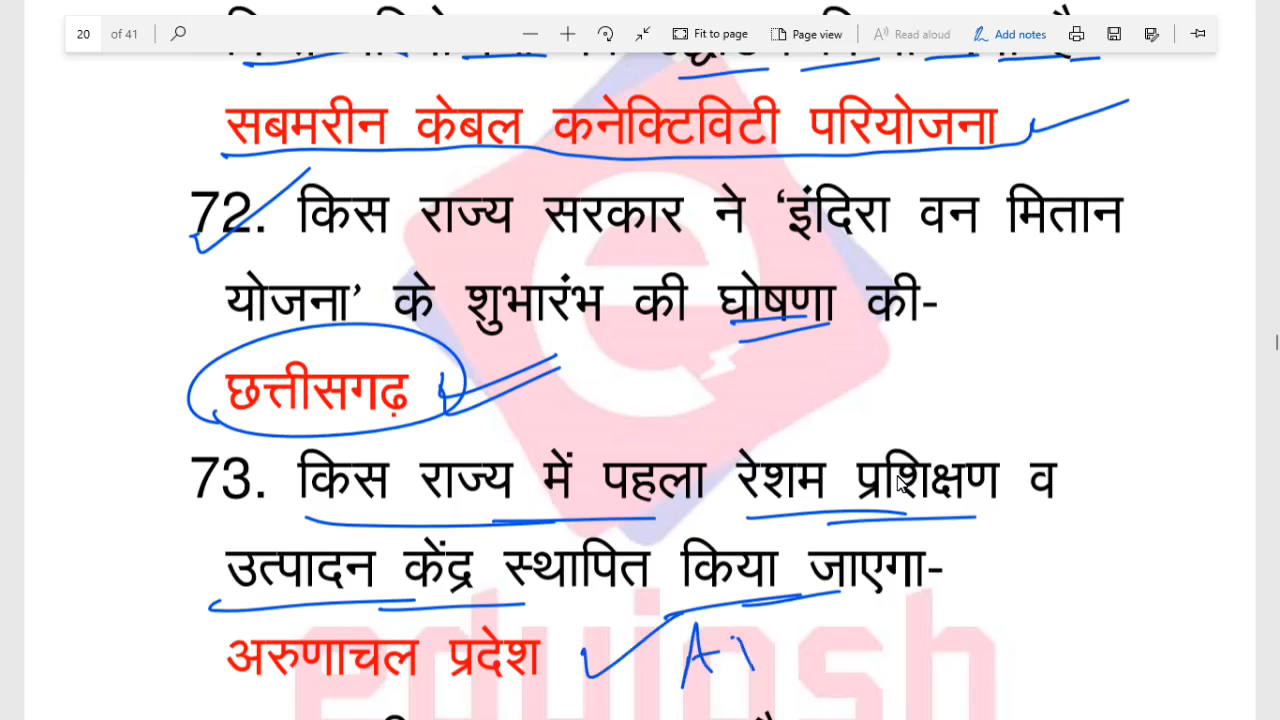 20 of 41 Fit to page Page view Read aloud Add notes
सबमरीन केबल कनेक्टिविटी परियोजना
72. किस राज्य सरकार ने ‘इंदिरा वन मितान
योजना’ के शुभारंभ की घोषणा की-
छत्तीसगढ़
73. किस राज्य में पहला रेशम प्रशिक्षण व
उत्पादन केंद्र स्थापित किया जाएगा-
अरुणाचल प्रदेश